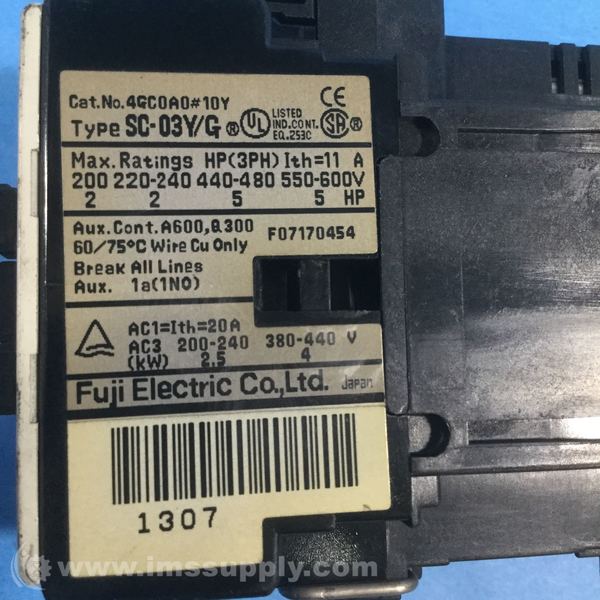 Cat.No.4GC0A0#10Y
CE
Type SC-03Y/G ® UL LISTED IND.CONT. EQ.253C SA ®
Max.Ratings HP(3PH) Ith=11 A
200 220-240 440-480 550-600V
2 2 5 5 HP
Aux.Cont.A600,Q300
60/75°C Wire Cu Only F07170454
Break All Lines
Aux. 1a(1NO)
AC1=Ith=20A
AC3 200-240 380-440 V
(kW) 2.5 4
Fuji Electric Co.,Ltd. Japan
1307
© www.imssupply.com